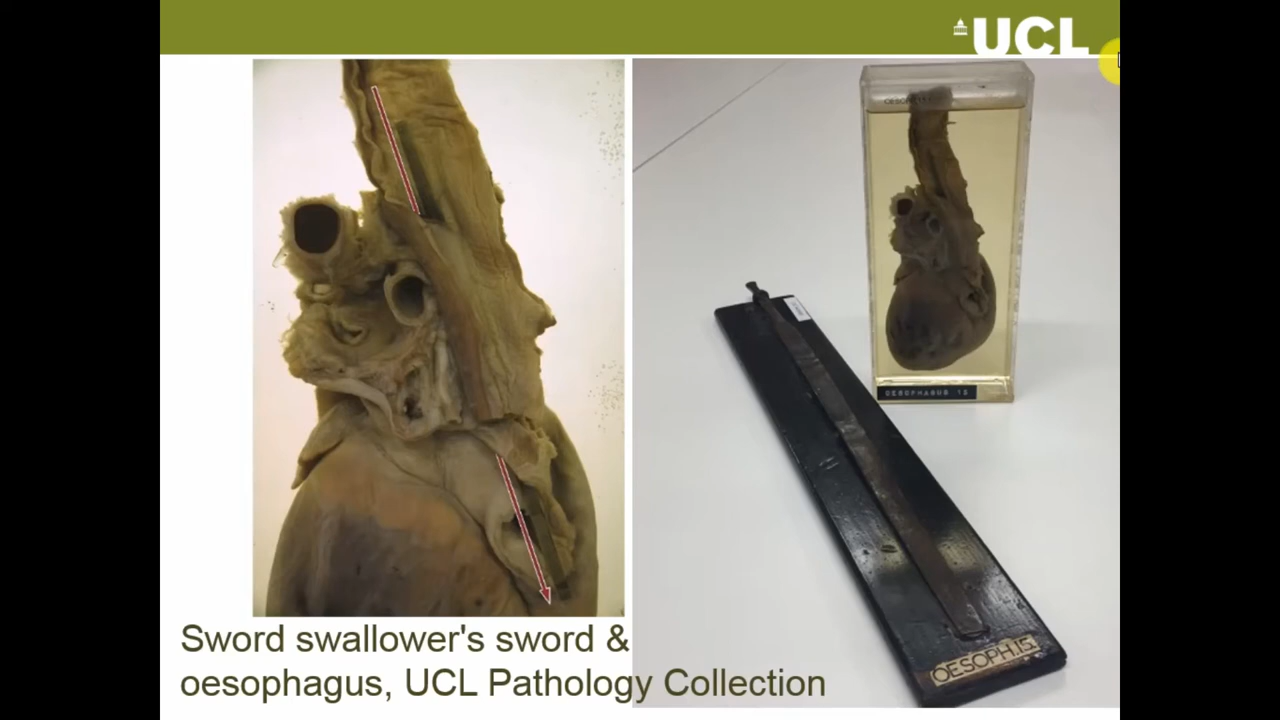 UCL
OESOPHAGUS 15
OESOPH.15.
Sword swallower's sword &
oesophagus, UCL Pathology Collection